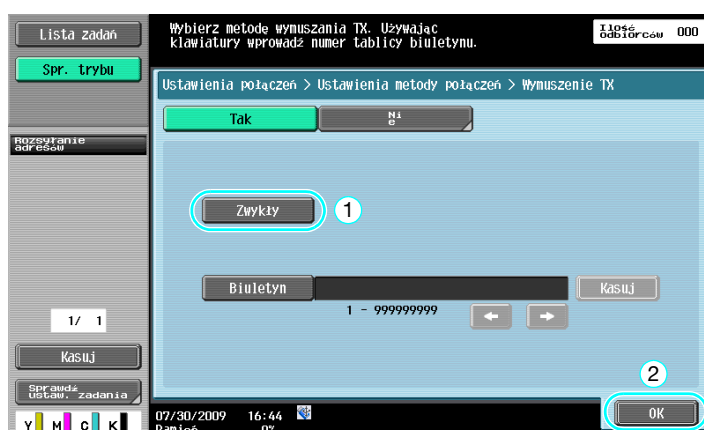 Lista zadań
Spr. trybu
Rozsyłanie
adresów
1/ 1
Kasuj
Sprawdź
ustaw. zadania
Y M C K
Wybierz metodę wymuszania TX. Używając
klawiatury wprowadź numer tablicy biuletynu.
Ilość
odbiorców 000
Ustawienia połączeń > Ustawienia metody połączeń > Wymuszenie TX
Tak
Ni
e
Zwykły
1
Biuletyn
Kasuj
1 - 999999999
2
07/30/2009 16:44
OK
Pamięć 0%